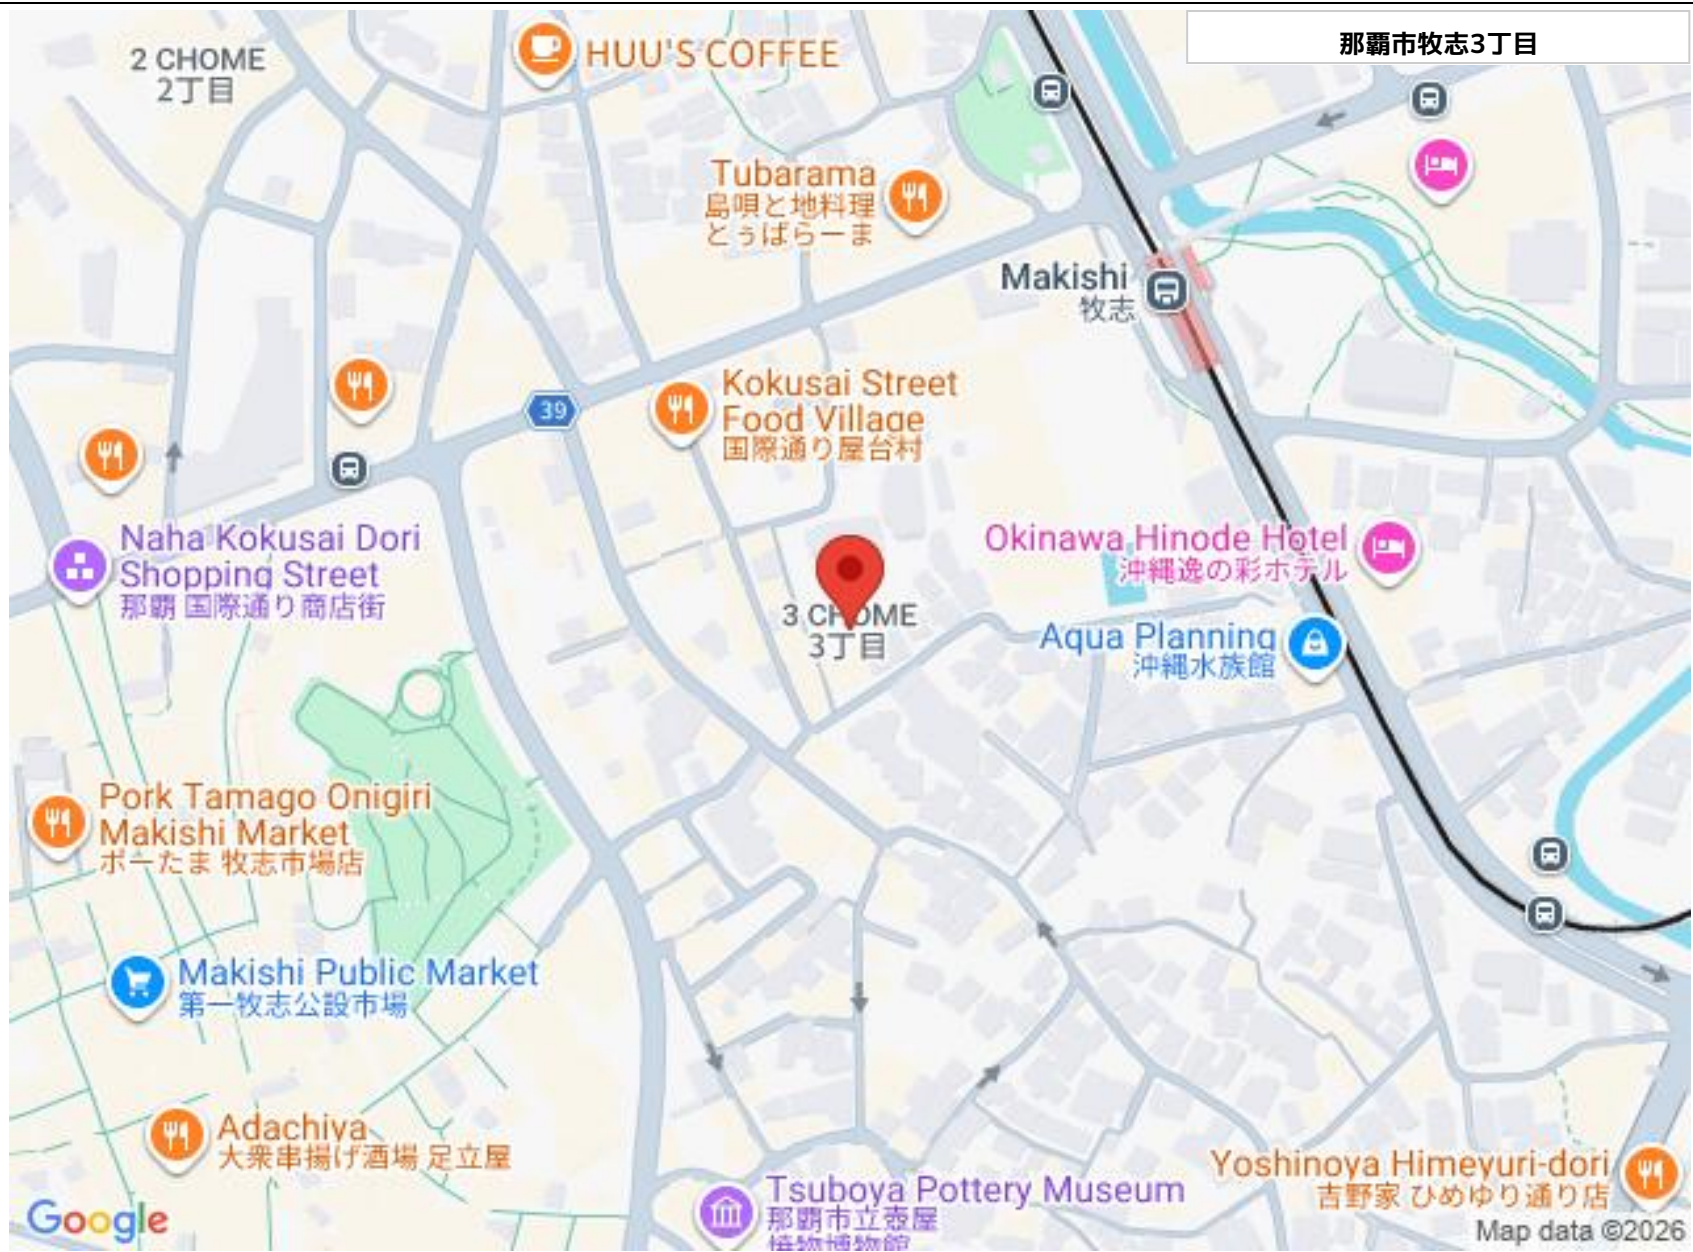 那覇市牧志3丁目
2 CHOME
2丁目
HUU'S COFFEE
Tubarama
島唄と地料理
とぅばらーま
Makishi
牧志
Kokusai Street
Food Village
国際通り屋台村
39
Naha Kokusai Dori
Shopping Street
那覇 国際通り商店街
Okinawa Hinode Hotel
沖縄逸の彩ホテル
3 CHOME
3丁目
Aqua Planning
沖縄水族館
Pork Tamago Onigiri
Makishi Market
ポーたま 牧志市場店
Makishi Public Market
第一牧志公設市場
Adachiya
大衆串揚げ酒場 足立屋
Yoshinoya Himeyuri-dori
吉野家 ひめゆり通り店
Tsuboya Pottery Museum
那覇市立壺屋
焼物博物館
Google
Map data ©2026